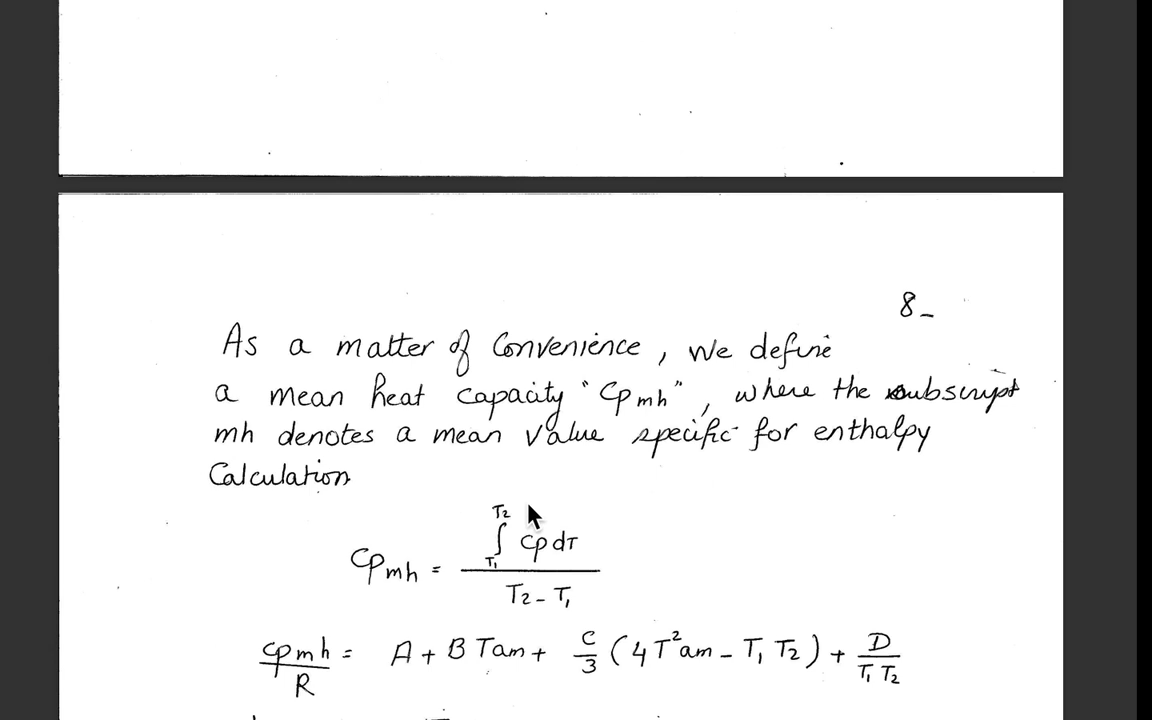 8-
As a matter of Convenience, We define
a mean heat capacity "Cpmh", where the subscript
mh denotes a mean value specific for enthalpy
Calculation
Cpmh = ∫_{T1}^{T2} Cp dT / (T2 - T1)
Cpmh/R = A + B Tam + C/3 (4T²am - T1 T2) + D/(T1 T2)